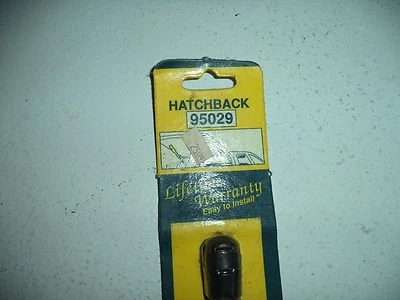 HATCHBACK
95029
Lifetime
Warranty
Easy to Install